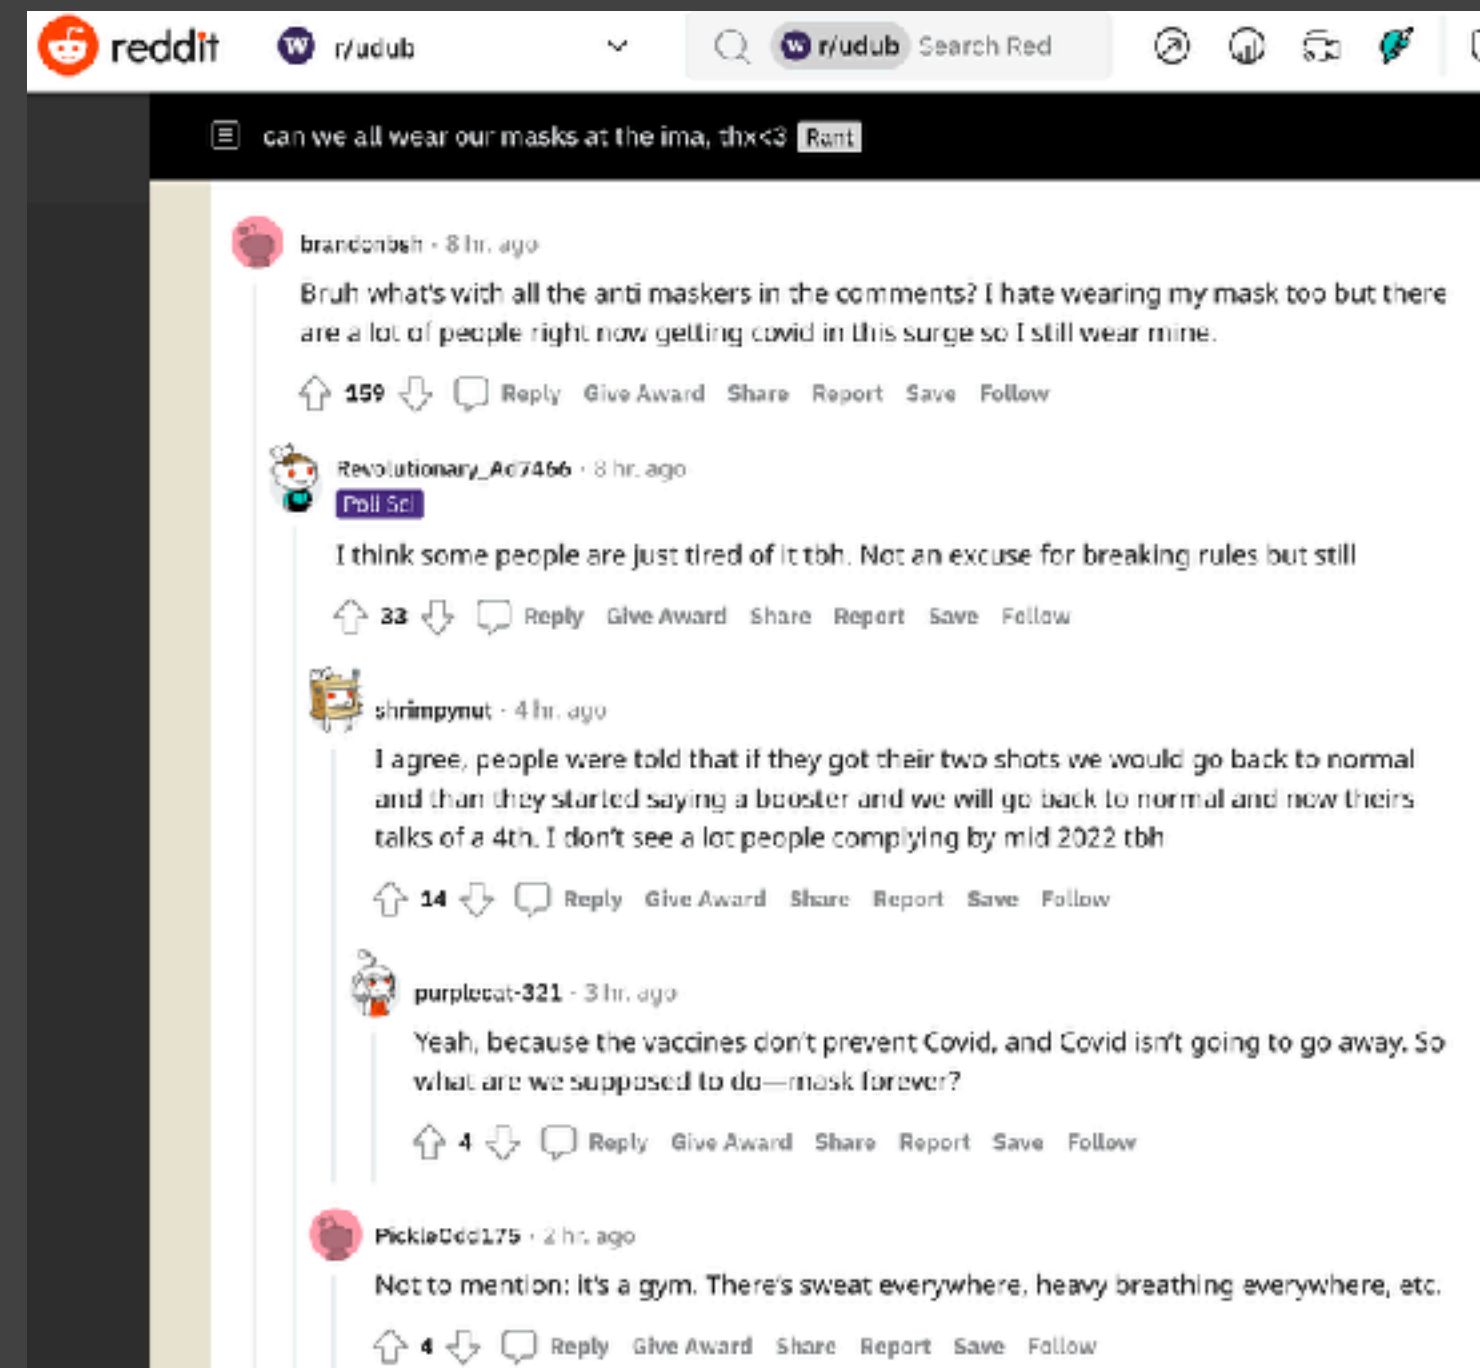 reddit r/udub r/udub Search Red
can we all wear our masks at the ima, thx<3 Rant
brandonbsh · 8 hr. ago
Bruh what's with all the anti maskers in the comments? I hate wearing my mask too but there
are a lot of people right now getting covid in this surge so I still wear mine.
159 Reply Give Award Share Report Save Follow
Revolutionary_Ad7466 · 8 hr. ago
Poli Sci
I think some people are just tired of it tbh. Not an excuse for breaking rules but still
33 Reply Give Award Share Report Save Follow
shrimpynut · 4 hr. ago
I agree, people were told that if they got their two shots we would go back to normal
and than they started saying a booster and we will go back to normal and now theirs
talks of a 4th. I don't see a lot people complying by mid 2022 tbh
14 Reply Give Award Share Report Save Follow
purplecat-321 · 3 hr. ago
Yeah, because the vaccines don't prevent Covid, and Covid isn't going to go away. So
what are we supposed to do—mask forever?
4 Reply Give Award Share Report Save Follow
PickleOdd175 · 2 hr. ago
Not to mention: it's a gym. There's sweat everywhere, heavy breathing everywhere, etc.
4 Reply Give Award Share Report Save Follow